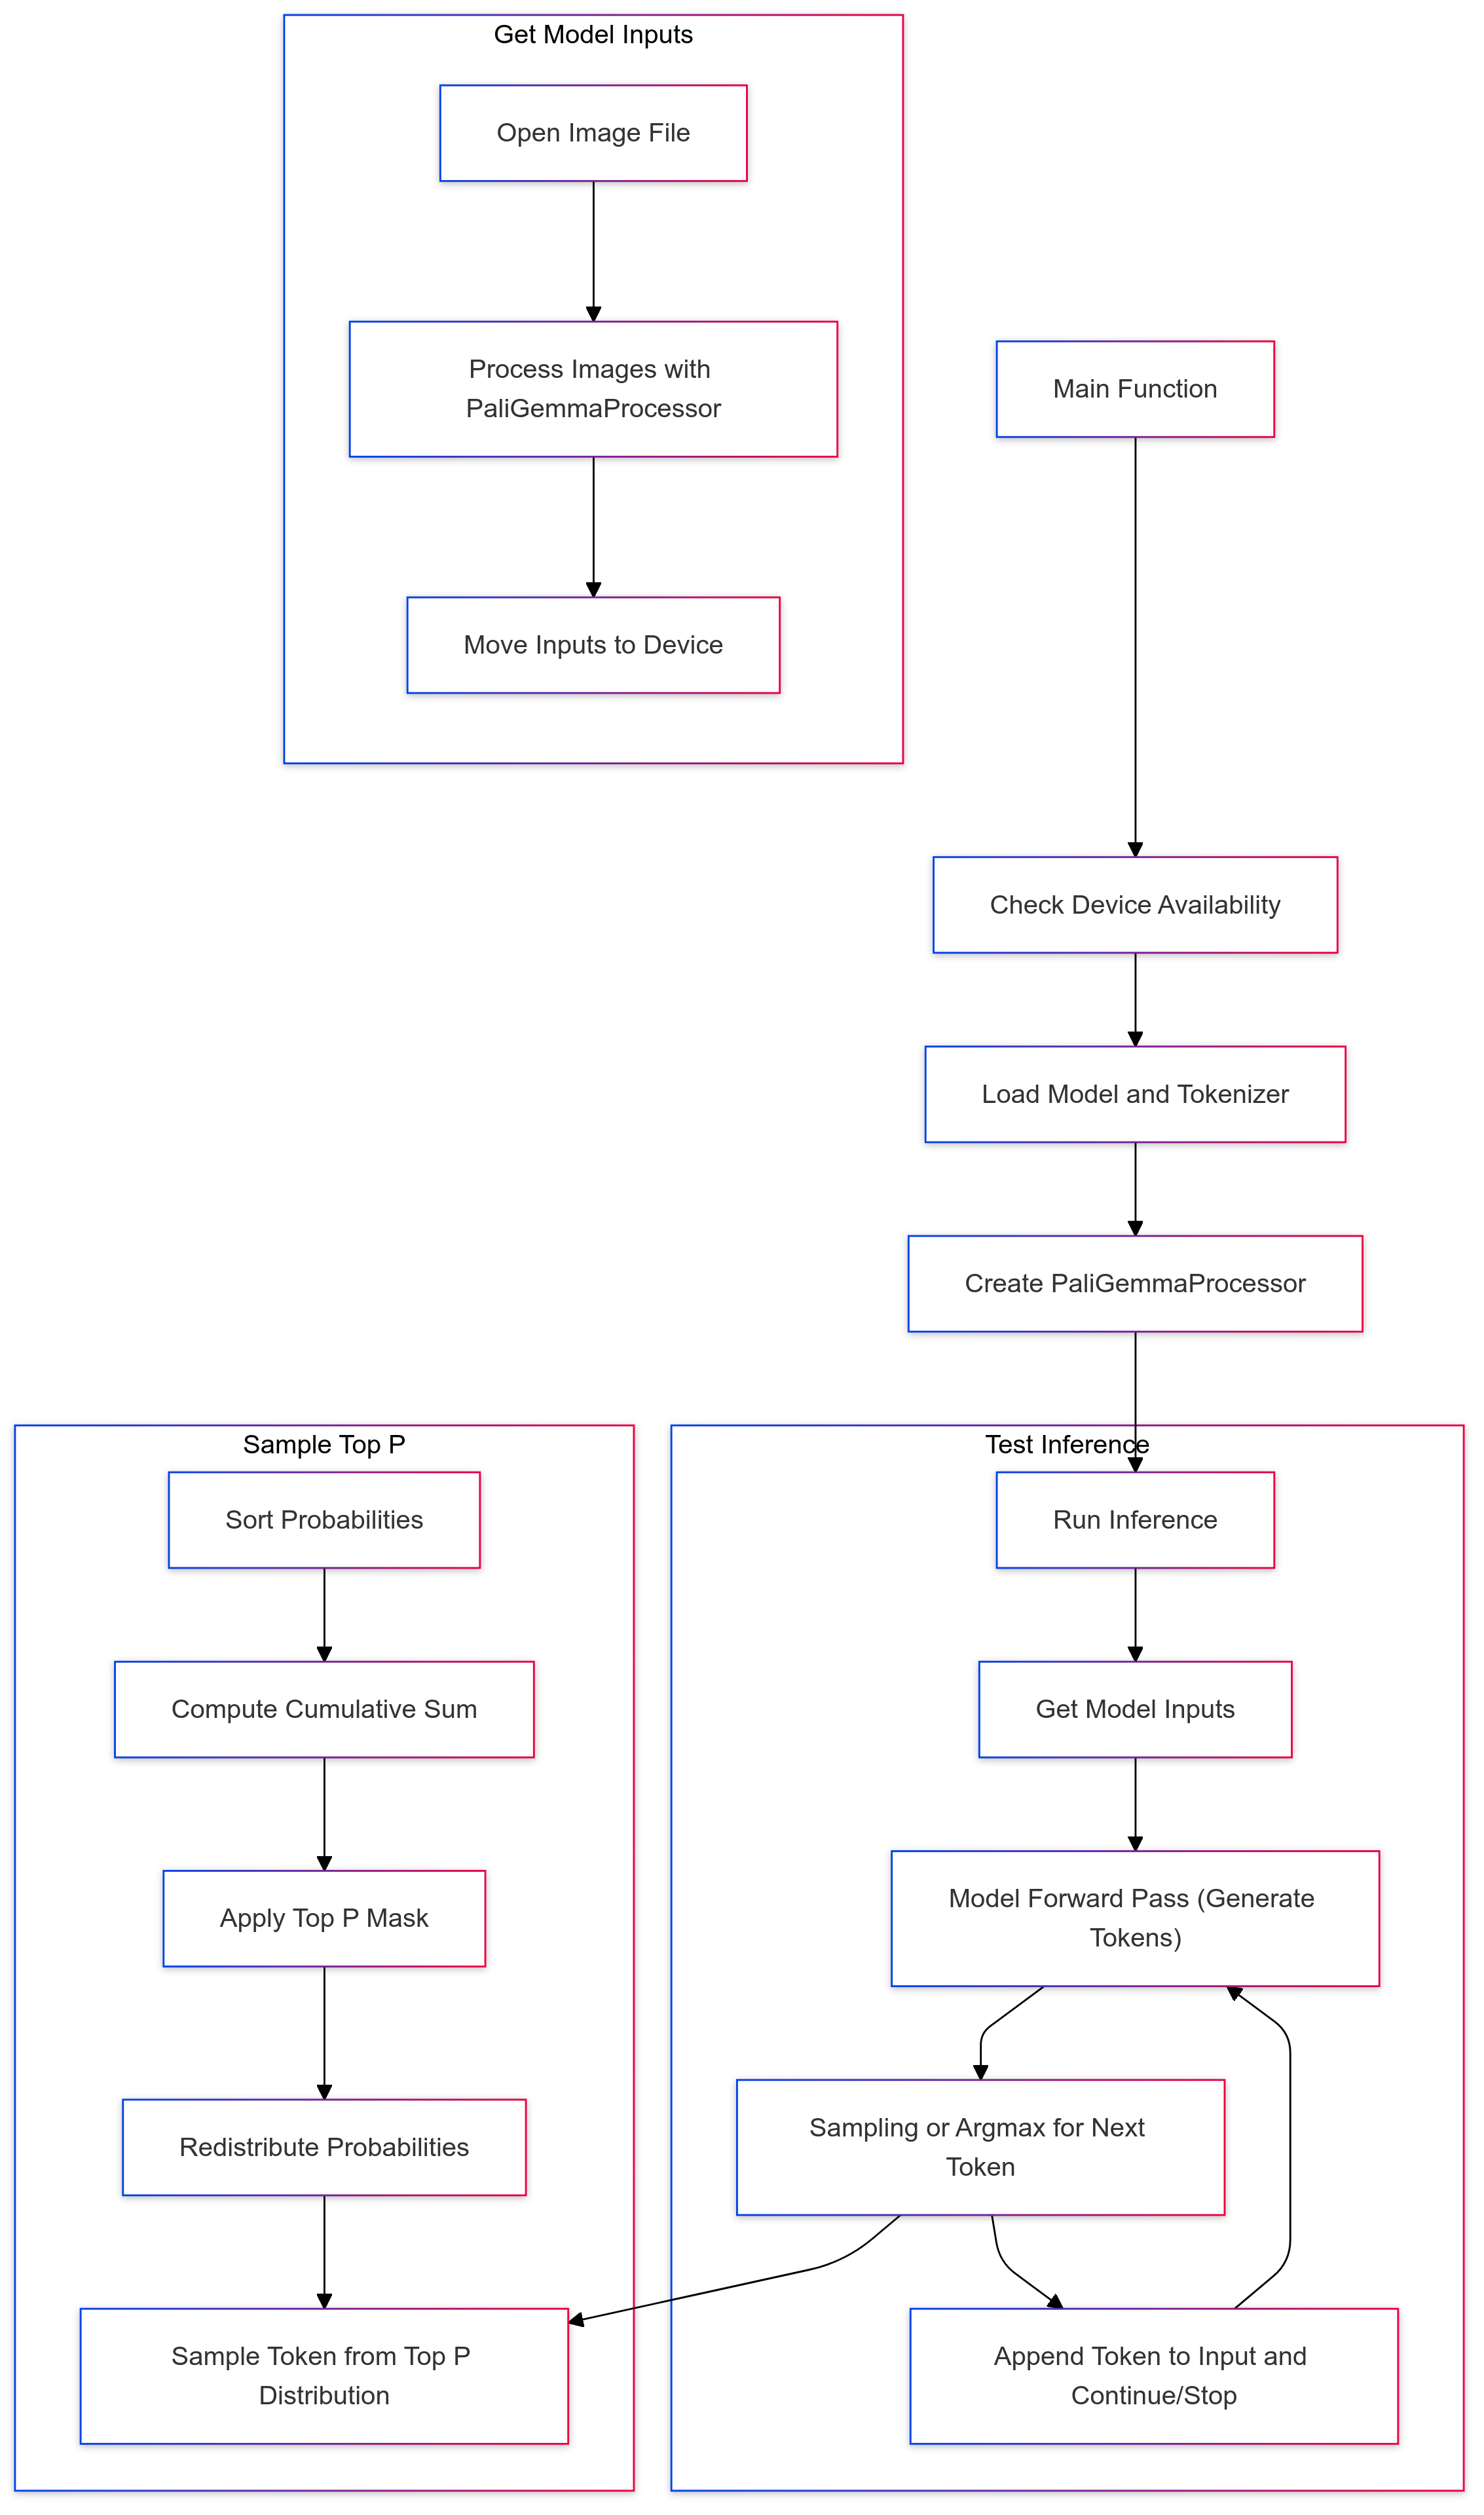 Get Model Inputs
Open Image File
Process Images with
PaliGemmaProcessor
Move Inputs to Device
Main Function
Check Device Availability
Load Model and Tokenizer
Create PaliGemmaProcessor
Sample Top P
Sort Probabilities
Compute Cumulative Sum
Apply Top P Mask
Redistribute Probabilities
Sample Token from Top P
Distribution
Test Inference
Run Inference
Get Model Inputs
Model Forward Pass (Generate
Tokens)
Sampling or Argmax for Next
Token
Append Token to Input and
Continue/Stop